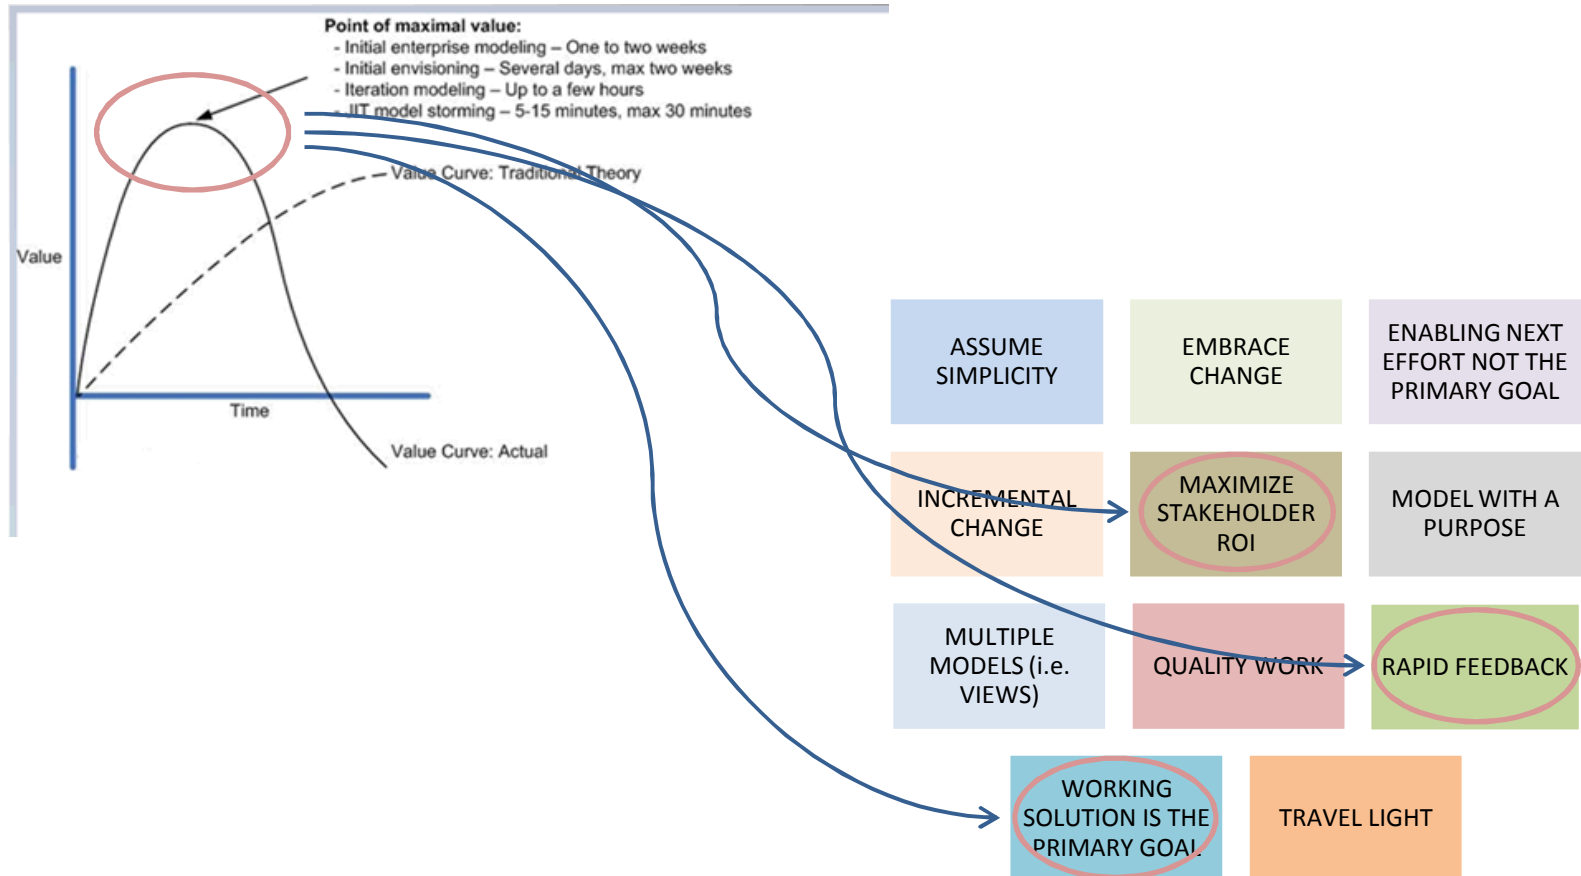 Point of maximal value:
- Initial enterprise modeling – One to two weeks
- Initial envisioning – Several days, max two weeks
- Iteration modeling – Up to a few hours
- JIT model storming – 5-15 minutes, max 30 minutes
Value Curve: Traditional Theory
Value
Time
Value Curve: Actual
ASSUME
SIMPLICITY
EMBRACE
CHANGE
ENABLING NEXT
EFFORT NOT THE
PRIMARY GOAL
INCREMENTAL
CHANGE
MAXIMIZE
STAKEHOLDER
ROI
MODEL WITH A
PURPOSE
MULTIPLE
MODELS (i.e.
VIEWS)
QUALITY WORK
RAPID FEEDBACK
WORKING
SOLUTION IS THE
PRIMARY GOAL
TRAVEL LIGHT